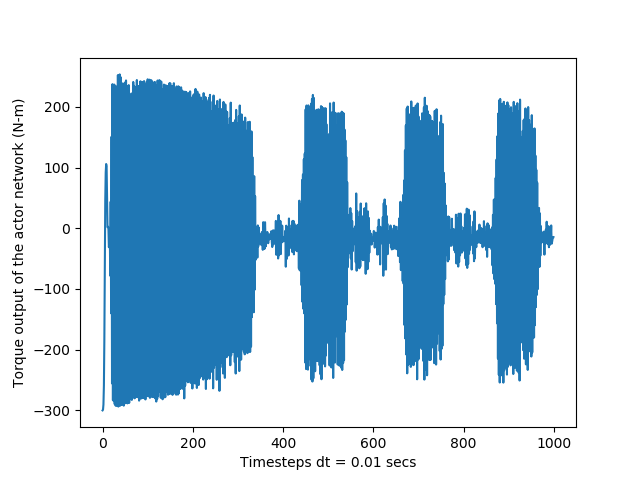 Torque output of the actor network (N-m)
200
100
0
−100
−200
−300
0 200 400 600 800 1000
Timesteps dt = 0.01 secs